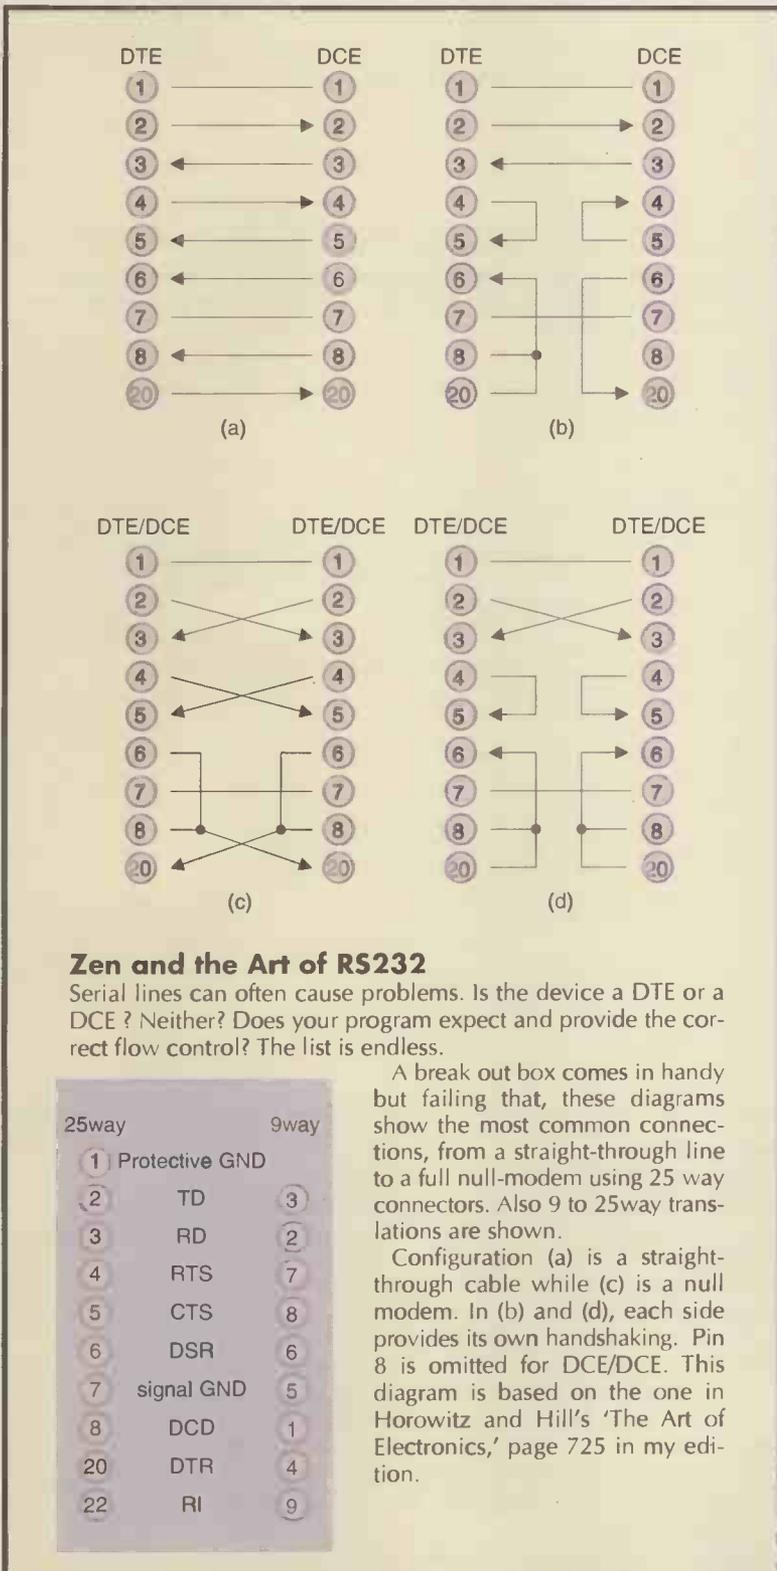 DTE DCE DTE DCE
1 1 1 1
2 2 2 2
3 3 3 3
4 4 4 4
5 5 5 5
6 6 6 6
7 7 7 7
8 8 8 8
20 20 20 20
(a) (b)
DTE/DCE DTE/DCE DTE/DCE DTE/DCE
1 1 1 1
2 2 2 2
3 3 3 3
4 4 4 4
5 5 5 5
6 6 6 6
7 7 7 7
8 8 8 8
20 20 20 20
(c) (d)
Zen and the Art of RS232
Serial lines can often cause problems. Is the device a DTE or a
DCE ? Neither? Does your program expect and provide the cor-
rect flow control? The list is endless.
A break out box comes in handy
but failing that, these diagrams
show the most common connec-
tions, from a straight-through line
to a full null-modem using 25 way
connectors. Also 9 to 25way trans-
lations are shown.
Configuration (a) is a straight-
through cable while (c) is a null
modem. In (b) and (d), each side
provides its own handshaking. Pin
8 is omitted for DCE/DCE. This
diagram is based on the one in
Horowitz and Hill's 'The Art of
Electronics,' page 725 in my edi-
tion.
25way 9way
1 Protective GND
2 TD 3
3 RD 2
4 RTS 7
5 CTS 8
6 DSR 6
7 signal GND 5
8 DCD 1
20 DTR 4
22 RI 9